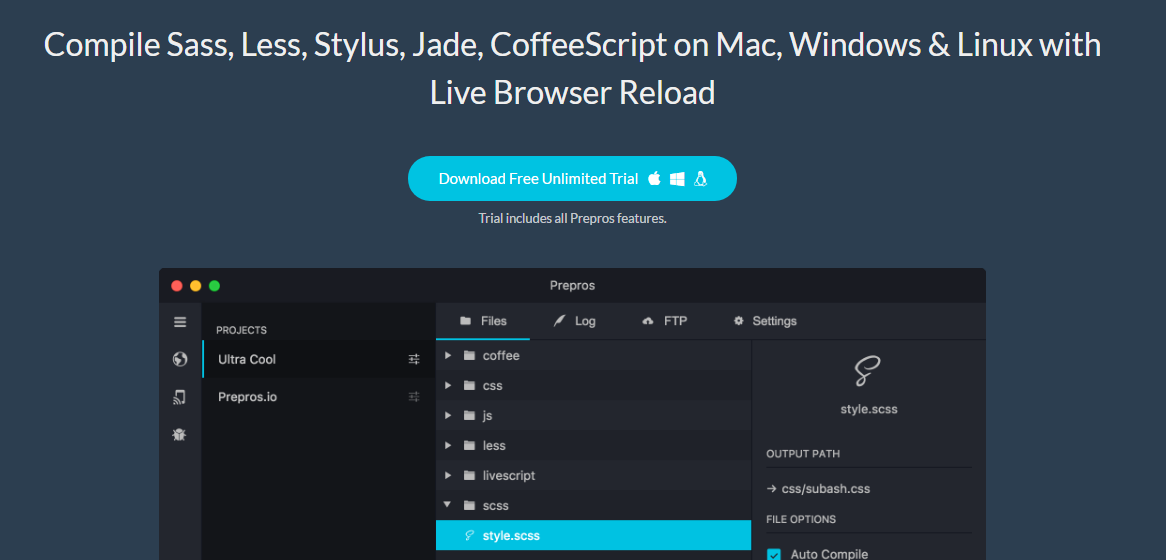 Compile Sass, Less, Stylus, Jade, CoffeeScript on Mac, Windows & Linux with
Live Browser Reload
Download Free Unlimited Trial
Trial includes all Prepros features.
Prepros
Files
Log
FTP
Settings
PROJECTS
Ultra Cool
Prepros.io
coffee
css
js
less
livescript
scss
style.scss
style.scss
OUTPUT PATH
→ css/subash.css
FILE OPTIONS
Auto Compile